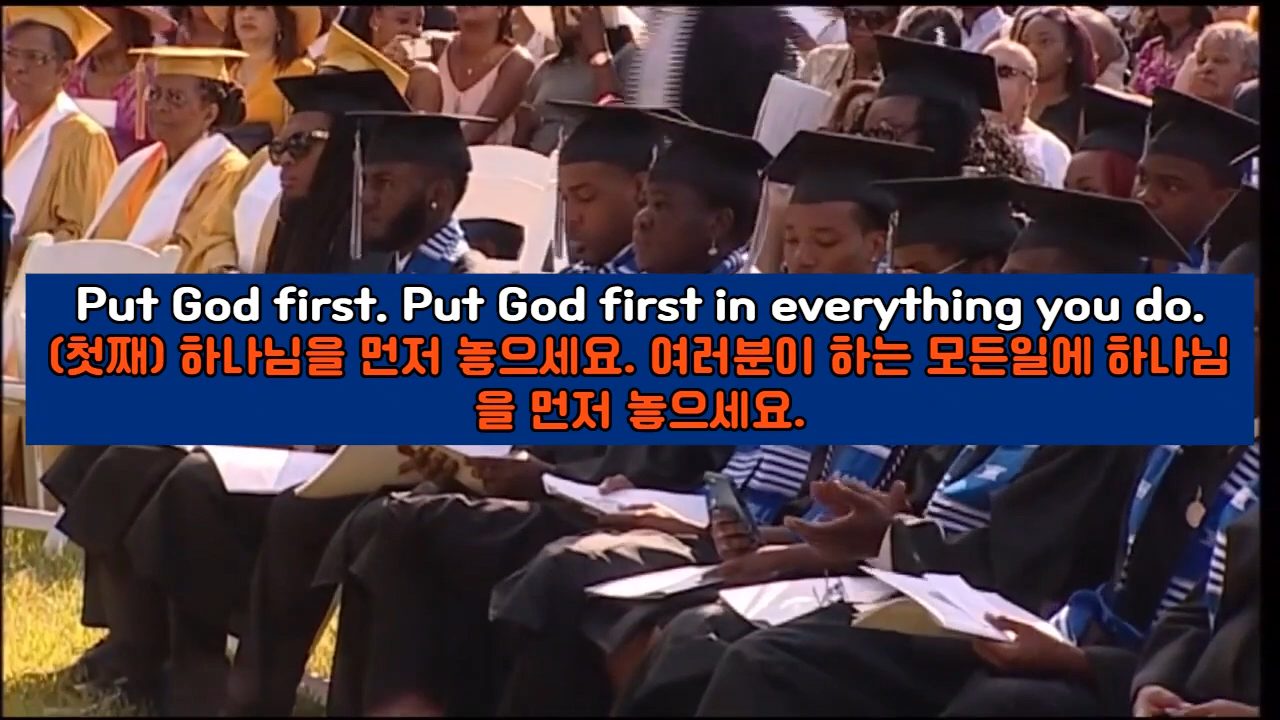 Put God first. Put God first in everything you do.
(첫째) 하나님을 먼저 놓으세요. 여러분이 하는 모든일에 하나님
을 먼저 놓으세요.